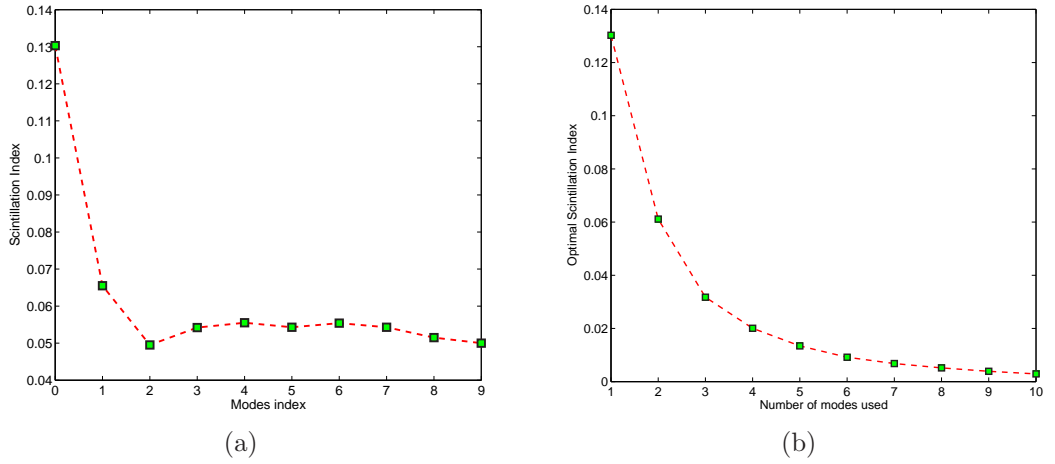 0.14
0.13
0.12
0.11
0.1
0.09
0.08
0.07
0.06
0.05
0.04
Scintillation Index
0 1 2 3 4 5 6 7 8 9
Modes index
(a)
0.14
0.12
0.1
0.08
0.06
0.04
0.02
0
Optimal Scintillation Index
1 2 3 4 5 6 7 8 9 10
Number of modes used
(b)